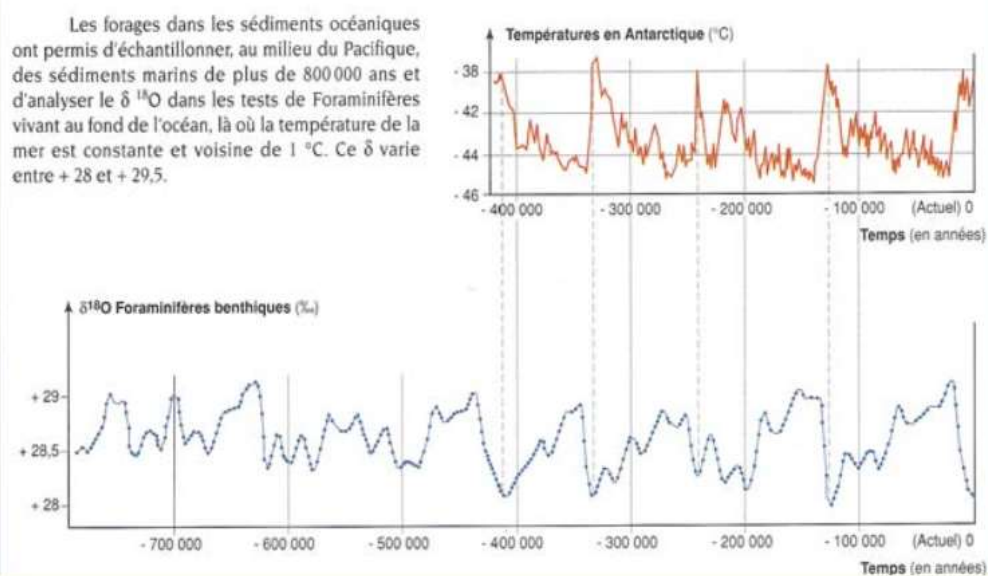 Les forages dans les sédiments océaniques
ont permis d'échantillonner, au milieu du Pacifique,
des sédiments marins de plus de 800 000 ans et
d'analyser le δ ¹⁸O dans les tests de Foraminifères
vivant au fond de l'océan, là où la température de la
mer est constante et voisine de 1 °C. Ce δ varie
entre + 28 et + 29,5.
Températures en Antarctique (°C)
- 38
- 42
- 44
- 46
- 400 000
- 300 000
- 200 000
- 100 000
(Actuel) 0
Temps (en années)
δ¹⁸O Foraminifères benthiques (‰)
+ 29
+ 28,5
+ 28
- 700 000
- 600 000
- 500 000
- 400 000
- 300 000
- 200 000
- 100 000
(Actuel) 0
Temps (en années)